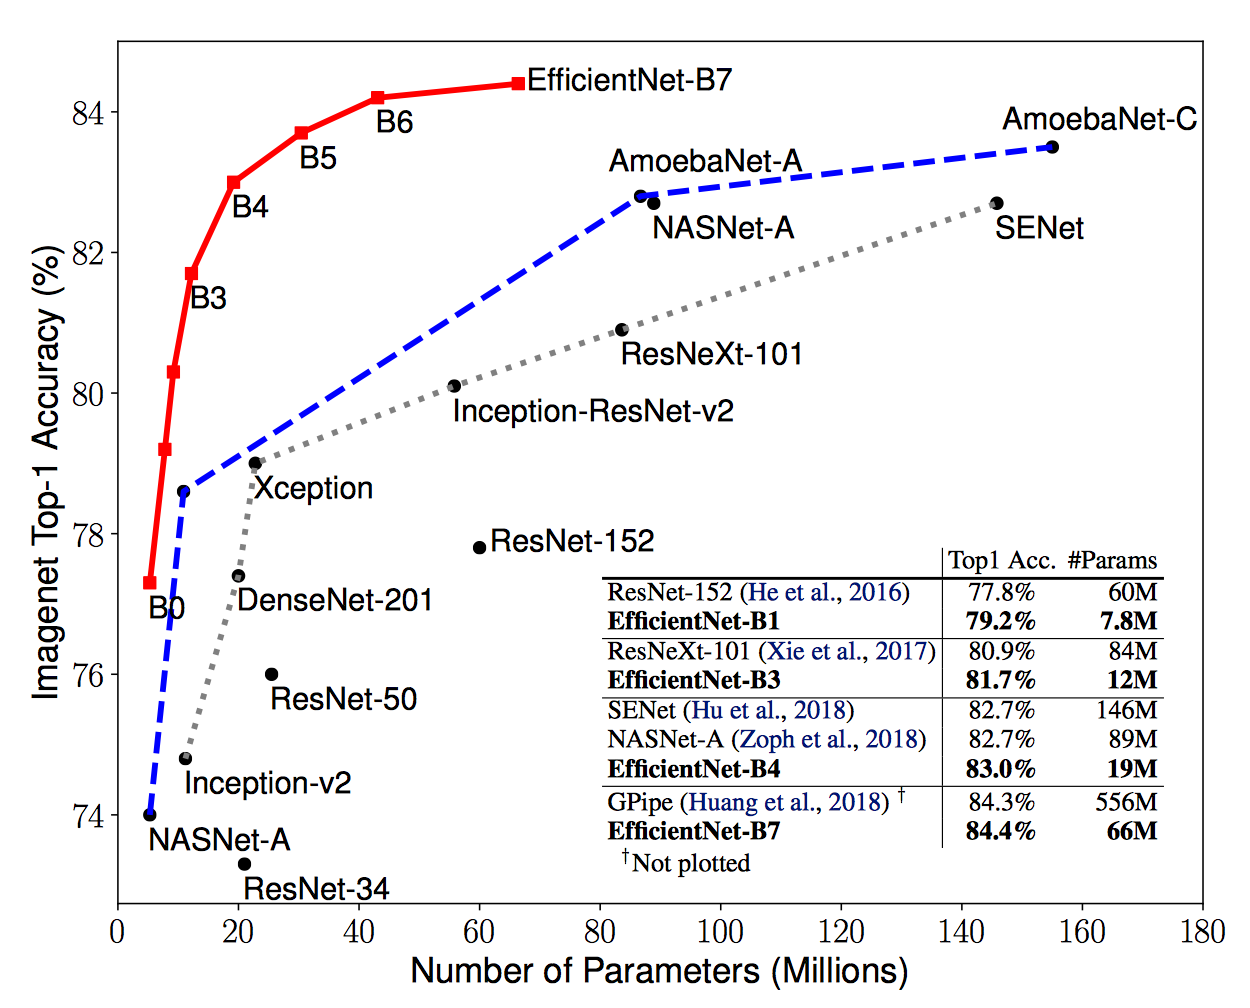 EfficientNet-B7
84
AmoebaNet-C
B6
B5
AmoebaNet-A
B4
NASNet-A
SENet
82
B3
ResNeXt-101
80
Inception-ResNet-v2
Xception
78
ResNet-152
B0
DenseNet-201
76
ResNet-50
Inception-v2
74
NASNet-A
ResNet-34
Imagenet Top-1 Accuracy (%)
Top1 Acc. #Params
ResNet-152 (He et al., 2016) 77.8% 60M
EfficientNet-B1 79.2% 7.8M
ResNeXt-101 (Xie et al., 2017) 80.9% 84M
EfficientNet-B3 81.7% 12M
SENet (Hu et al., 2018) 82.7% 146M
NASNet-A (Zoph et al., 2018) 82.7% 89M
EfficientNet-B4 83.0% 19M
GPipe (Huang et al., 2018) † 84.3% 556M
EfficientNet-B7 84.4% 66M
†Not plotted
0 20 40 60 80 100 120 140 160 180
Number of Parameters (Millions)